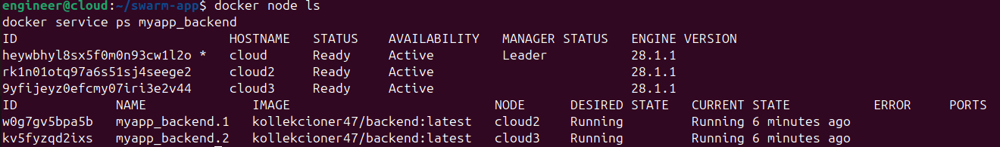 engineer@cloud:~/swarm-app$ docker node ls
docker service ps myapp_backend
ID HOSTNAME STATUS AVAILABILITY MANAGER STATUS ENGINE VERSION
heywbhyl8sx5f0m0n93cw1l2o * cloud Ready Active Leader 28.1.1
rk1n01otq97a6s51sj4seege2 cloud2 Ready Active 28.1.1
9yfijeyz0efcmy07iri3e2v44 cloud3 Ready Active 28.1.1
ID NAME IMAGE NODE DESIRED STATE CURRENT STATE ERROR PORTS
w0g7gv5bpa5b myapp_backend.1 kollekcioner47/backend:latest cloud2 Running Running 6 minutes ago
kv5fyzqd2ixs myapp_backend.2 kollekcioner47/backend:latest cloud3 Running Running 6 minutes ago